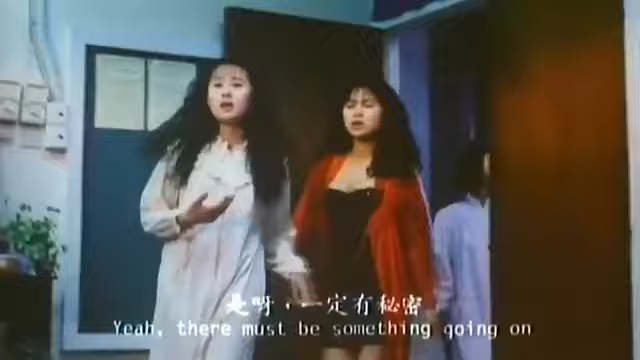 是呀，一定有秘密
Yeah, there must be something going on